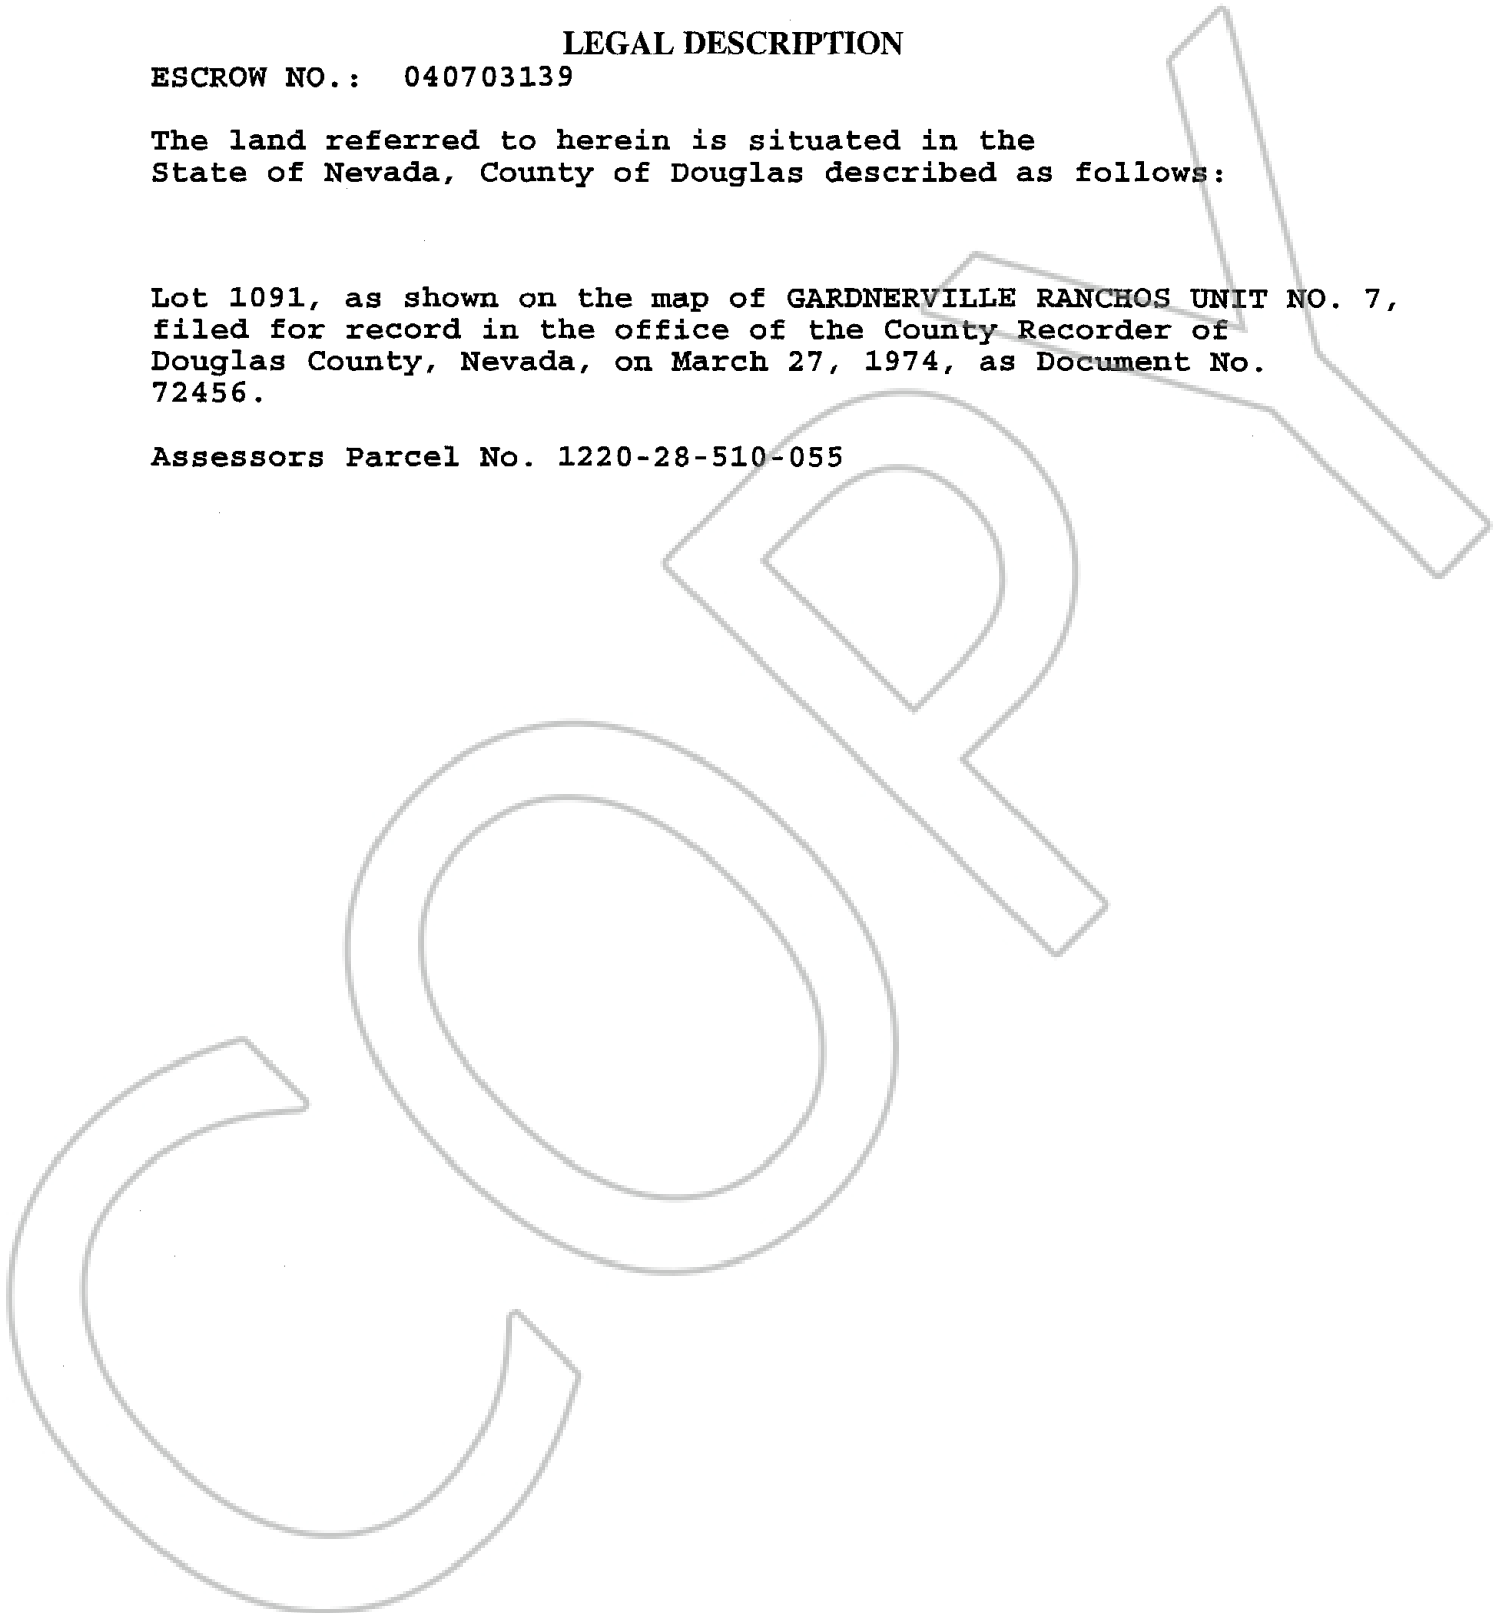 LEGAL DESCRIPTION
ESCROW NO.: 040703139
The land referred to herein is situated in the
State of Nevada, County of Douglas described as follows:
Lot 1091, as shown on the map of GARDNERVILLE RANCHOS UNIT NO. 7,
filed for record in the office of the County Recorder of
Douglas County, Nevada, on March 27, 1974, as Document No.
72456.
Assessors Parcel No. 1220-28-510-055
COPY